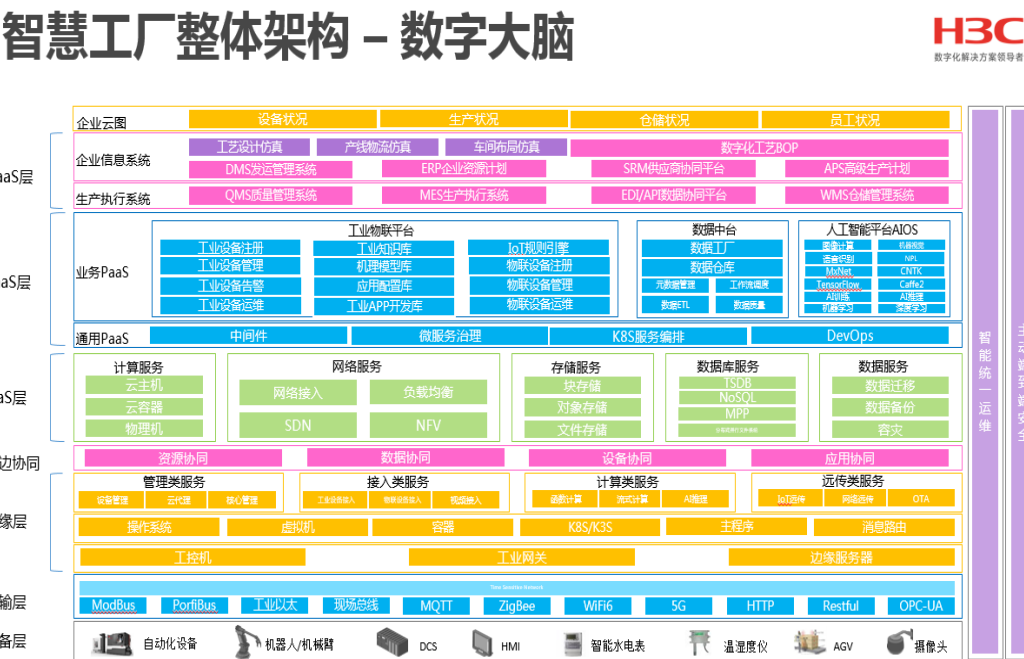 智慧工厂整体架构 – 数字大脑
H3C
数字化解决方案领导者
企业云图
设备状况 生产状况 仓储状况 员工状况
aaS层
企业信息系统
工艺设计仿真 产线物流仿真 车间布局仿真 数字化工艺BOP
DMS发运管理系统 ERP企业资源计划 SRM供应商协同平台 APS高级生产计划
生产执行系统
QMS质量管理系统 MES生产执行系统 EDI/API数据协同平台 WMS仓储管理系统
aS层
业务PaaS
工业物联平台
工业设备注册 工业知识库 IoT规则引擎
工业设备管理 机理模型库 物联设备注册
工业设备告警 应用配置库 物联设备管理
工业设备运维 工业APP开发库 物联设备运维
数据中台
数据工厂
数据仓库
元数据管理 工作流调度
数据ETL 数据质量
人工智能平台AIOS
图像计算 机器视觉
语音识别 NPL
MxNet CNTK
TensorFlow Caffe2
AI训练 AI推理
机器学习 深度学习
通用PaaS
中间件 微服务治理 K8S服务编排 DevOps
aS层
计算服务
云主机
云容器
物理机
网络服务
网络接入 负载均衡
SDN NFV
存储服务
块存储
对象存储
文件存储
数据库服务
TSDB
NoSQL
MPP
数据服务
数据迁移
数据备份
容灾
边协同
资源协同 数据协同 设备协同 应用协同
缘层
管理类服务
设备管理 云代理 核心管理
接入类服务
工业设备接入 物联设备接入 视频接入
计算类服务
函数计算 流式计算 AI推理
远传类服务
IoT远传 网络远传 OTA
操作系统 虚拟机 容器 K8S/K3S 主程序 消息路由
工控机 工业网关 边缘服务器
输层
Time Sensitive Network
ModBus PorfiBus 工业以太 现场总线 MQTT ZigBee WiFi6 5G HTTP Restful OPC-UA
备层
自动化设备 机器人/机械臂 DCS HMI 智能水电表 温湿度仪 AGV 摄像头
智能统一运维
主动端到端安全